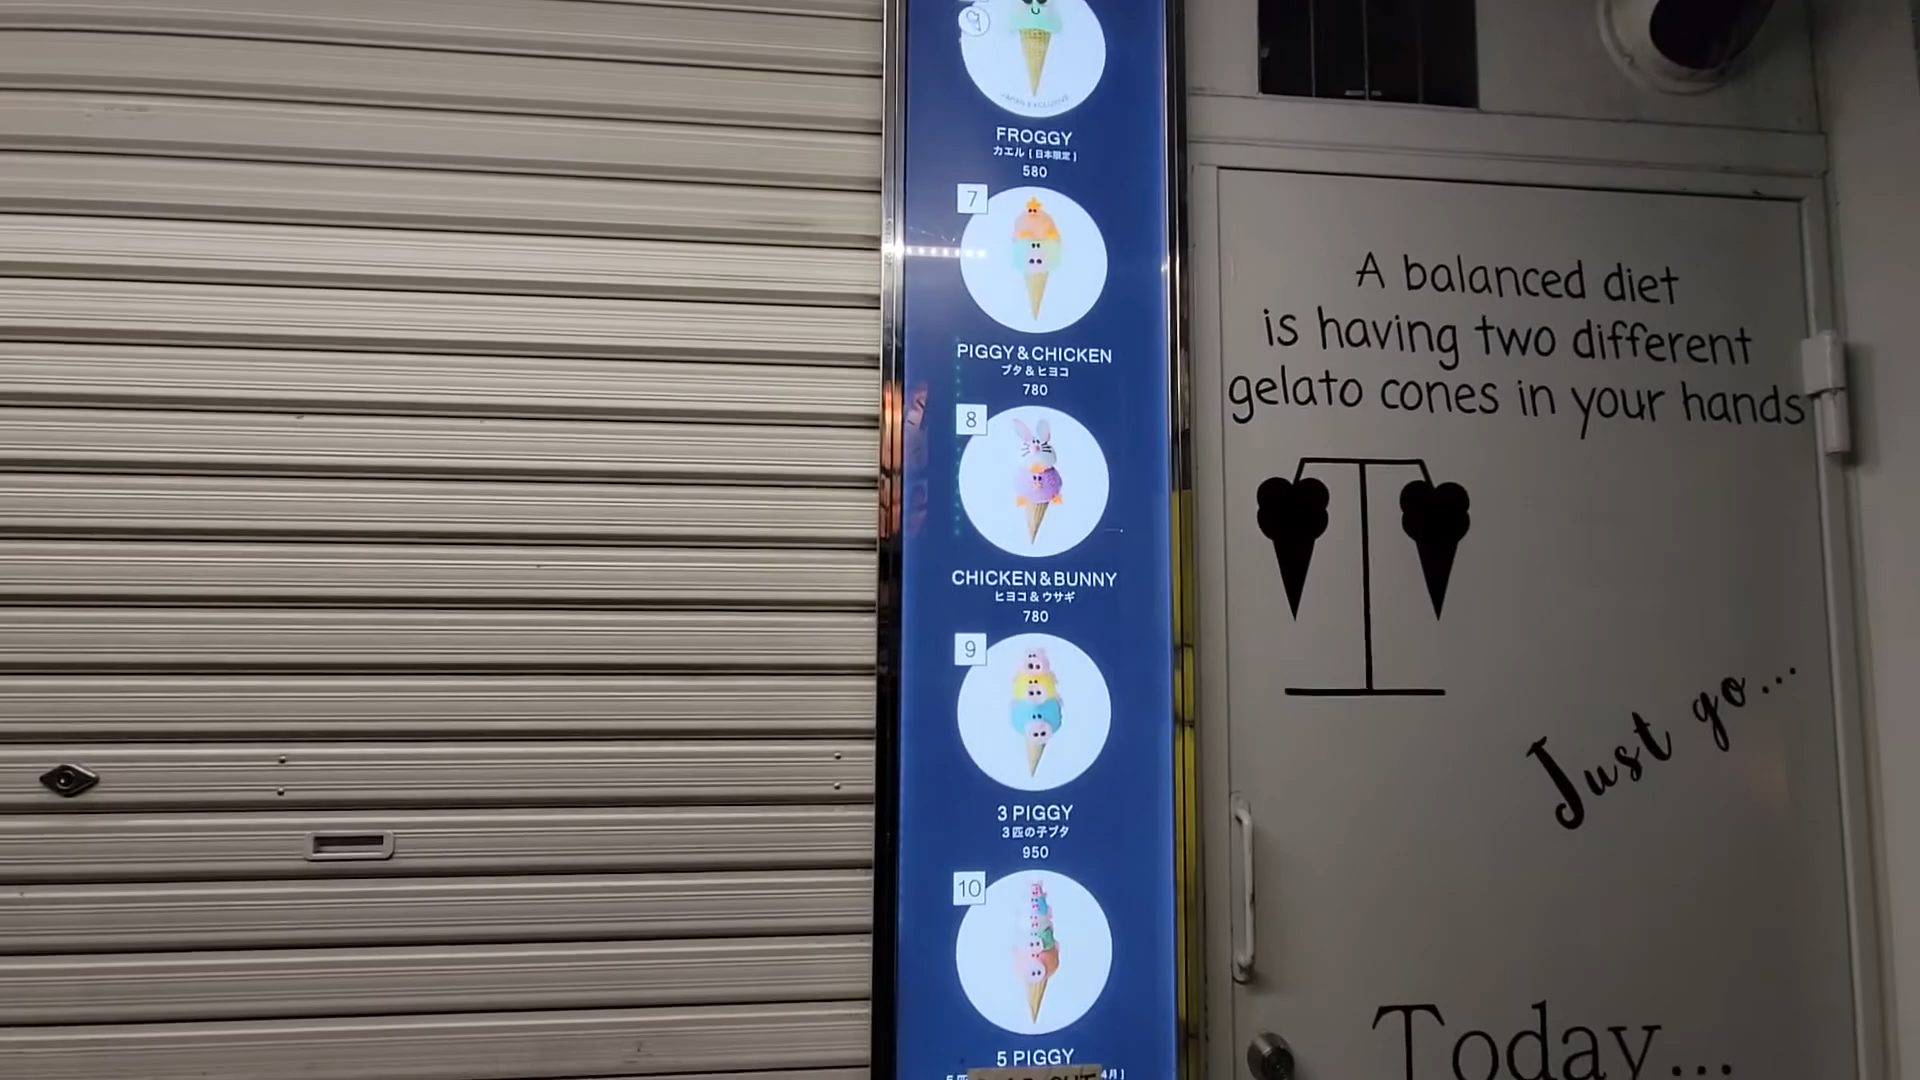 JAPAN EXCLUSIVE
FROGGY
カエル [ 日本限定 ]
580
7
PIGGY & CHICKEN
ブタ & ヒヨコ
780
8
CHICKEN & BUNNY
ヒヨコ & ウサギ
780
9
3 PIGGY
3匹の子ブタ
950
10
5 PIGGY
A balanced diet
is having two different
gelato cones in your hands
Just go...
Today...